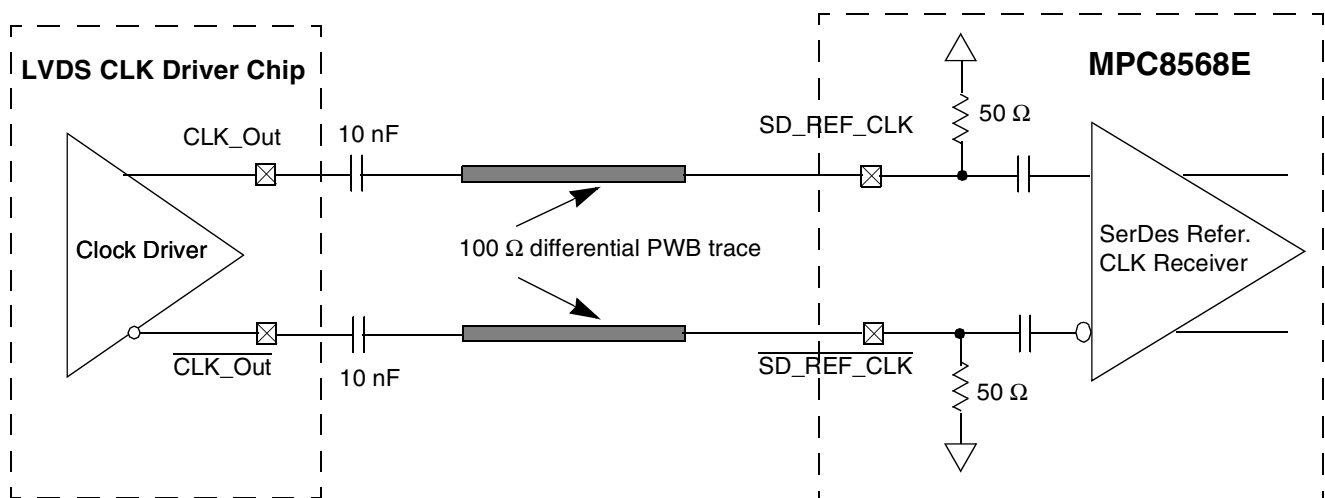 LVDS CLK Driver Chip
MPC8568E
CLK_Out
10 nF
SD_REF_CLK
50 Ω
Clock Driver
100 Ω differential PWB trace
SerDes Refer.
CLK Receiver
CLK_Out
10 nF
SD_REF_CLK
50 Ω